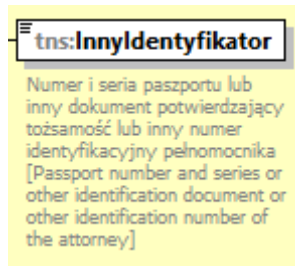 tns:InnyIdentyfikator
Numer i seria paszportu lub
inny dokument potwierdzający
tożsamość lub inny numer
identyfikacyjny pełnomocnika
[Passport number and series or
other identification document or
other identification number of
the attorney]